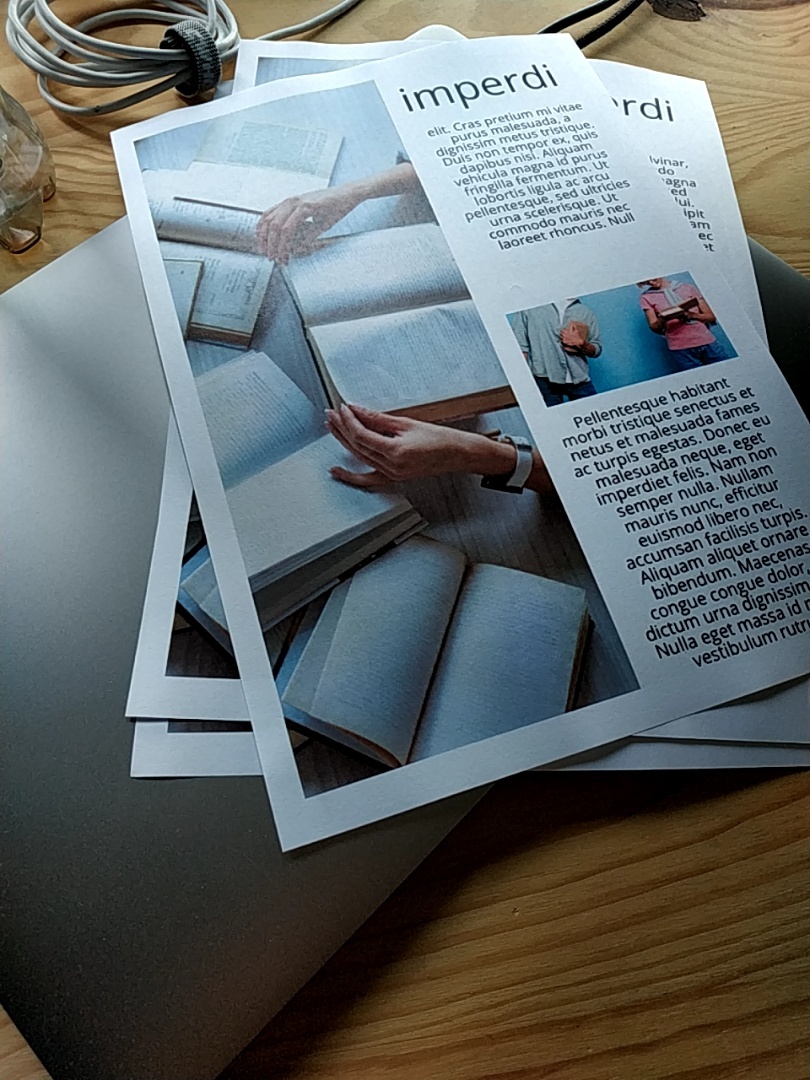 imperdi
elit. Cras pretium mi vitae
purus malesuada, a
dignissim metus tristique.
Duis non tempor ex, quis
dapibus nisl. Aliquam
vehicula magna id purus
fringilla fermentum. Ut
lobortis ligula ac arcu
pellentesque, sed ultricies
urna scelerisque. Ut
commodo mauris nec
laoreet rhoncus. Null
Pellentesque habitant
morbi tristique senectus et
netus et malesuada fames
ac turpis egestas. Donec eu
malesuada neque, eget
imperdiet felis. Nam non
semper nulla. Nullam
mauris nunc, efficitur
euismod libero nec,
accumsan facilisis turpis.
Aliquam aliquet ornare
bibendum. Maecenas
congue congue dolor,
dictum urna dignissim
Nulla eget massa id
vestibulum rutru
rdi
lvinar,
do
agna
ed
lui.
ipit
am
ec
et